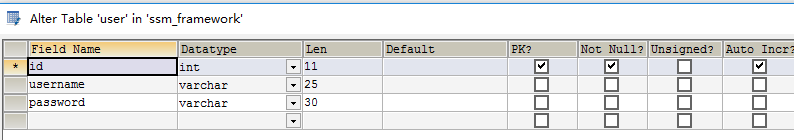 Alter Table 'user' in 'ssm_framework'
Field Name Datatype Len Default PK? Not Null? Unsigned? Auto Incr?
* id int 11
username varchar 25
password varchar 30